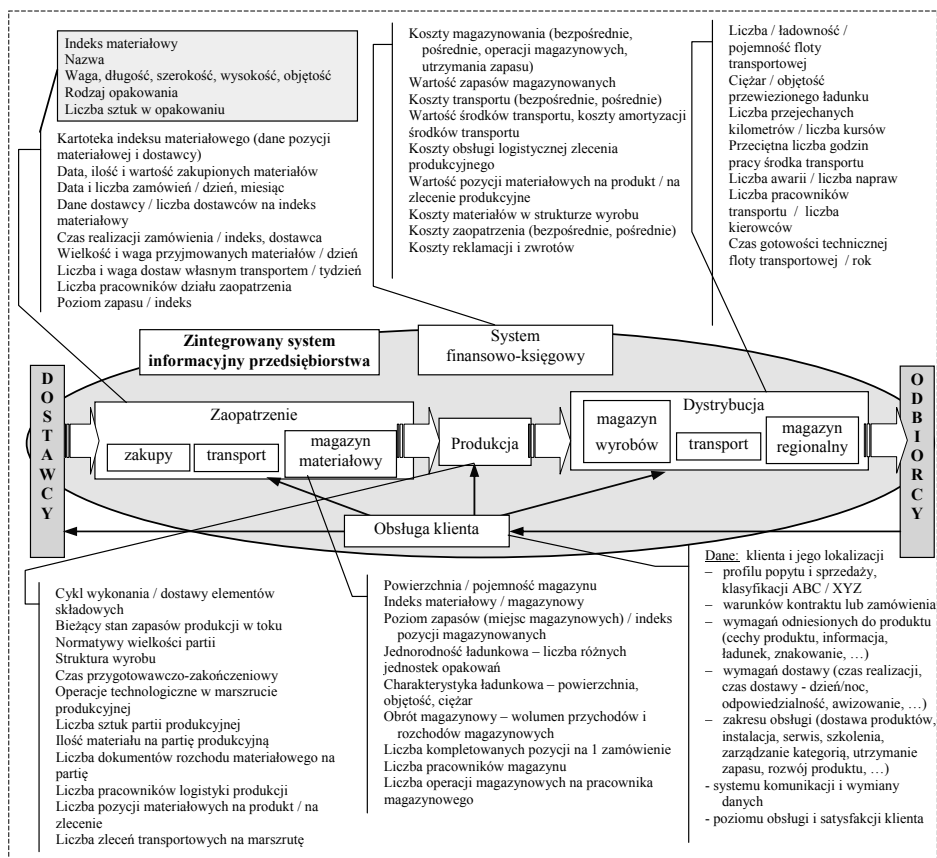 Indeks materiałowy
Nazwa
Waga, długość, szerokość, wysokość, objętość
Rodzaj opakowania
Liczba sztuk w opakowaniu
Kartoteka indeksu materiałowego (dane pozycji
materiałowej i dostawcy)
Data, ilość i wartość zakupionych materiałów
Data i liczba zamówień / dzień, miesiąc
Dane dostawcy / liczba dostawców na indeks
materiałowy
Czas realizacji zamówienia / indeks, dostawca
Wielkość i waga przyjmowanych materiałów / dzień
Liczba i waga dostaw własnym transportem / tydzień
Liczba pracowników działu zaopatrzenia
Poziom zapasu / indeks
Koszty magazynowania (bezpośrednie,
pośrednie, operacji magazynowych,
utrzymania zapasu)
Wartość zapasów magazynowanych
Koszty transportu (bezpośrednie, pośrednie)
Wartość środków transportu, koszty amortyzacji
środków transportu
Koszty obsługi logistycznej zlecenia
produkcyjnego
Wartość pozycji materiałowych na produkt / na
zlecenie produkcyjne
Koszty materiałów w strukturze wyrobu
Koszty zaopatrzenia (bezpośrednie, pośrednie)
Koszty reklamacji i zwrotów
Liczba / ładowność /
pojemność floty
transportowej
Ciężar / objętość
przewiezionego ładunku
Liczba przejechanych
kilometrów / liczba kursów
Przeciętna liczba godzin
pracy środka transportu
Liczba awarii / liczba napraw
Liczba pracowników
transportu / liczba
kierowców
Czas gotowości technicznej
floty transportowej / rok
Zintegrowany system
informacyjny przedsiębiorstwa
System
finansowo-księgowy
DOSTAWCY
Zaopatrzenie
zakupy
transport
magazyn
materiałowy
Produkcja
Dystrybucja
magazyn
wyrobów
transport
magazyn
regionalny
ODBIORCY
Obsługa klienta
Cykl wykonania / dostawy elementów
składowych
Bieżący stan zapasów produkcji w toku
Normatywy wielkości partii
Struktura wyrobu
Czas przygotowawczo-zakończeniowy
Operacje technologiczne w marszrucie
produkcyjnej
Liczba sztuk partii produkcyjnej
Ilość materiału na partię produkcyjną
Liczba dokumentów rozchodu materiałowego na
partię
Liczba pracowników logistyki produkcji
Liczba pozycji materiałowych na produkt / na
zlecenie
Liczba zleceń transportowych na marszrutę
Powierzchnia / pojemność magazynu
Indeks materiałowy / magazynowy
Poziom zapasów (miejsc magazynowych) / indeks
pozycji magazynowanych
Jednorodność ładunkowa – liczba różnych
jednostek opakowań
Charakterystyka ładunkowa – powierzchnia,
objętość, ciężar
Obrót magazynowy – wolumen przychodów i
rozchodów magazynowych
Liczba kompletowanych pozycji na 1 zamówienie
Liczba pracowników magazynu
Liczba operacji magazynowych na pracownika
magazynowego
Dane: klienta i jego lokalizacji
– profilu popytu i sprzedaży,
klasyfikacji ABC / XYZ
– warunków kontraktu lub zamówienia
– wymagań odniesionych do produktu
(cechy produktu, informacja,
ładunek, znakowanie, …)
– wymagań dostawy (czas realizacji,
czas dostawy - dzień/noc,
odpowiedzialność, awizowanie, …)
– zakresu obsługi (dostawa produktów,
instalacja, serwis, szkolenia,
zarządzanie kategorią, utrzymanie
zapasu, rozwój produktu, …)
- systemu komunikacji i wymiany
danych
- poziomu obsługi i satysfakcji klienta